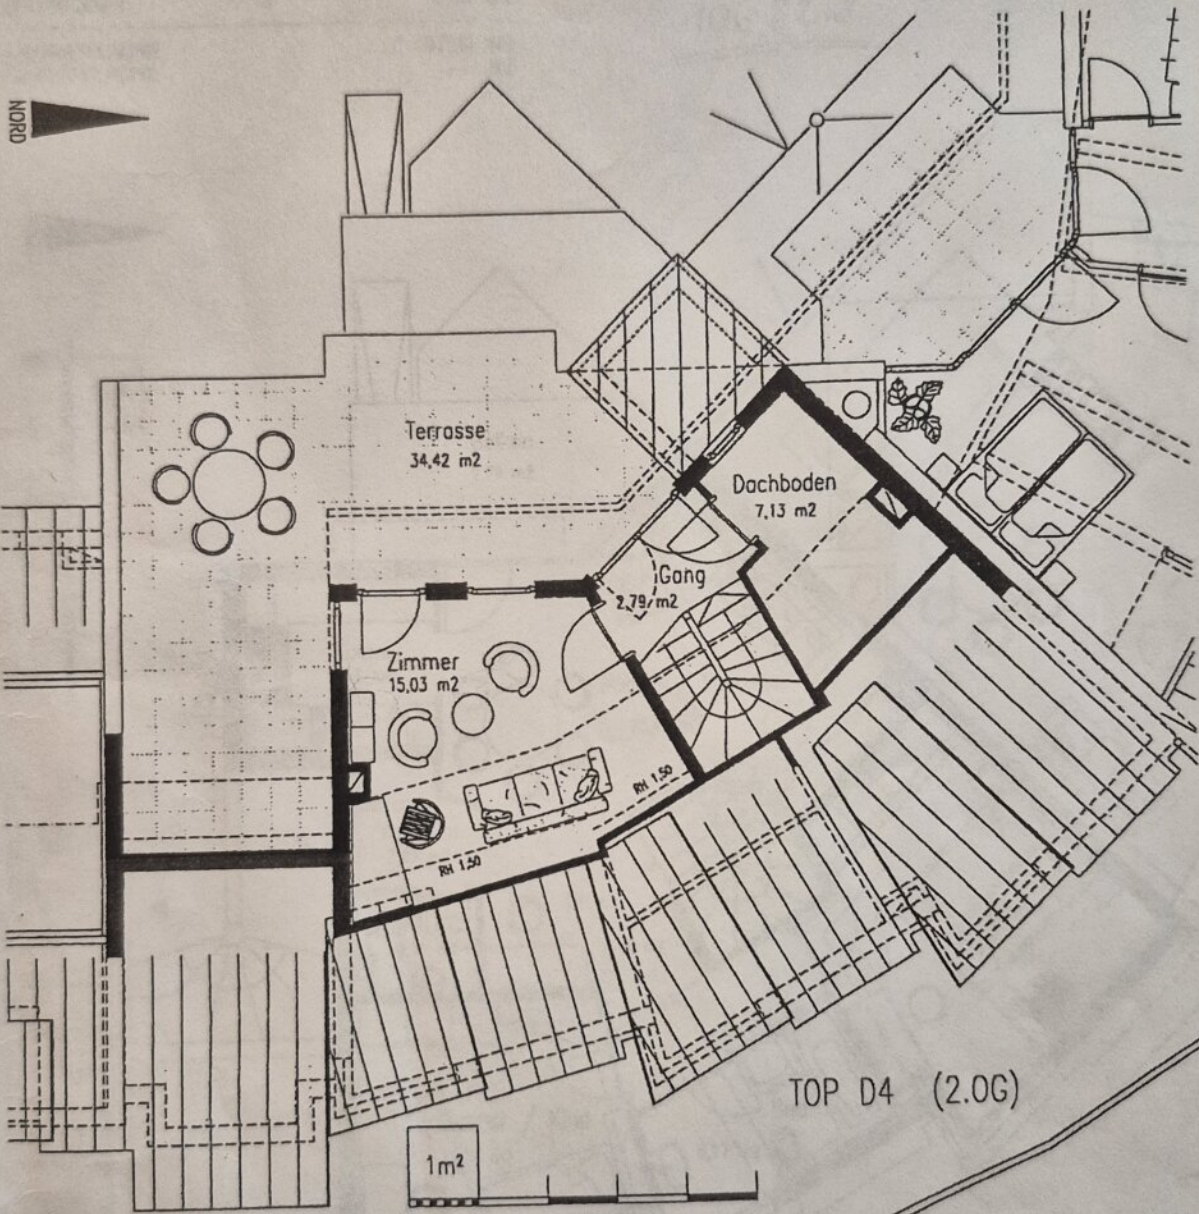 NORD
Terrasse
34,42 m2
Dachboden
7,13 m2
Gang
2,79 m2
Zimmer
15,03 m2
RH 1,50
RH 1,50
TOP D4 (2.OG)
1m²